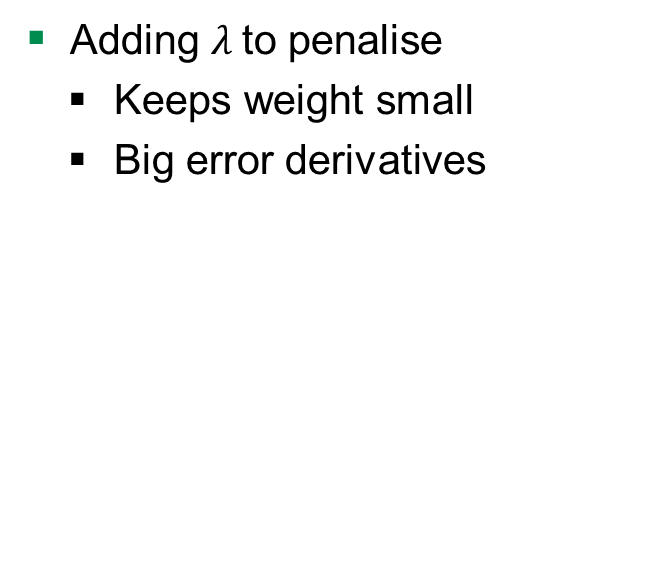 Adding λ to penalise
Keeps weight small
Big error derivatives